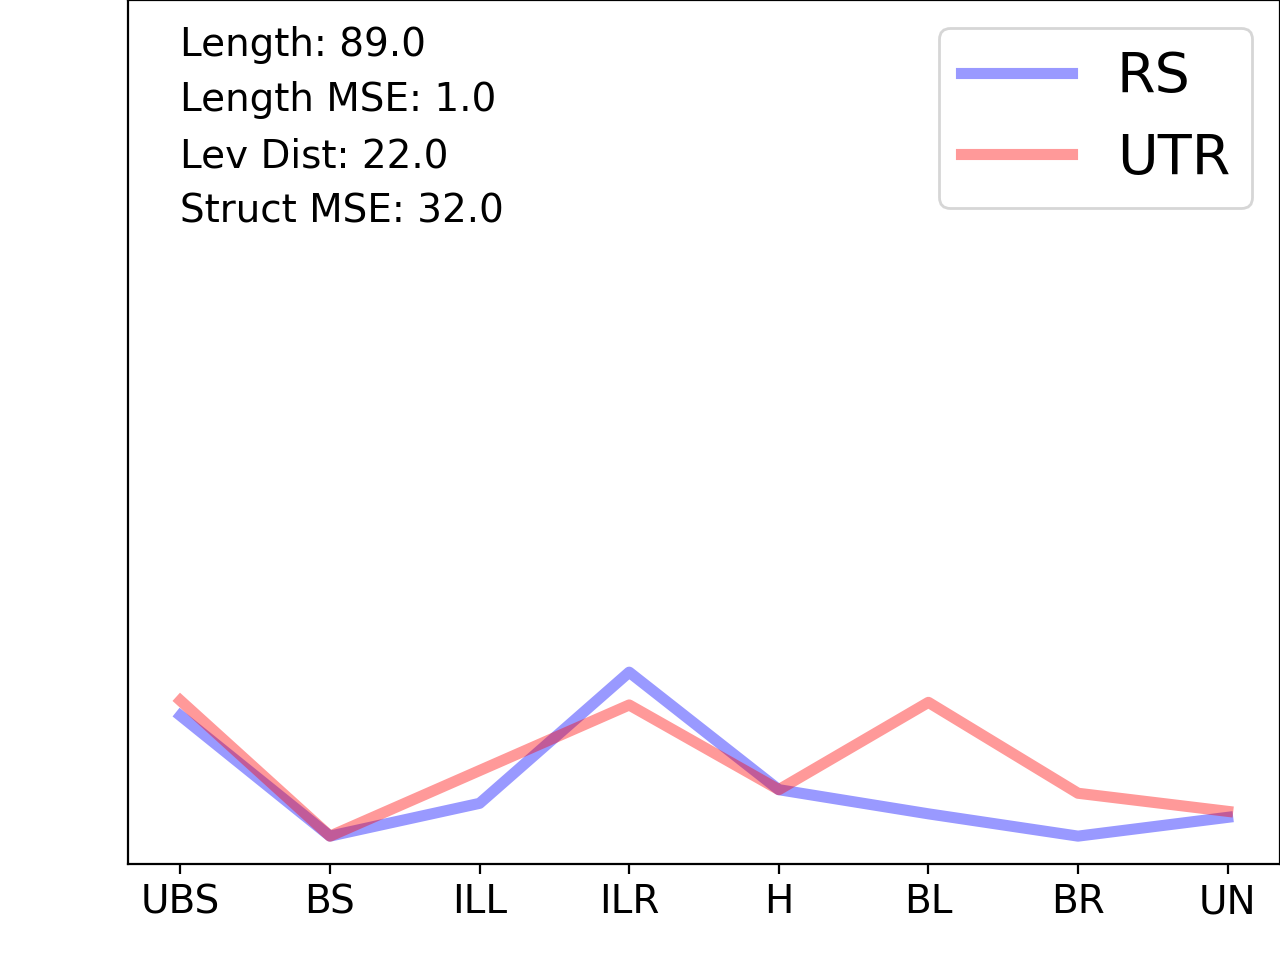 Length: 89.0
Length MSE: 1.0
Lev Dist: 22.0
Struct MSE: 32.0
RS
UTR
UBS BS ILL ILR H BL BR UN